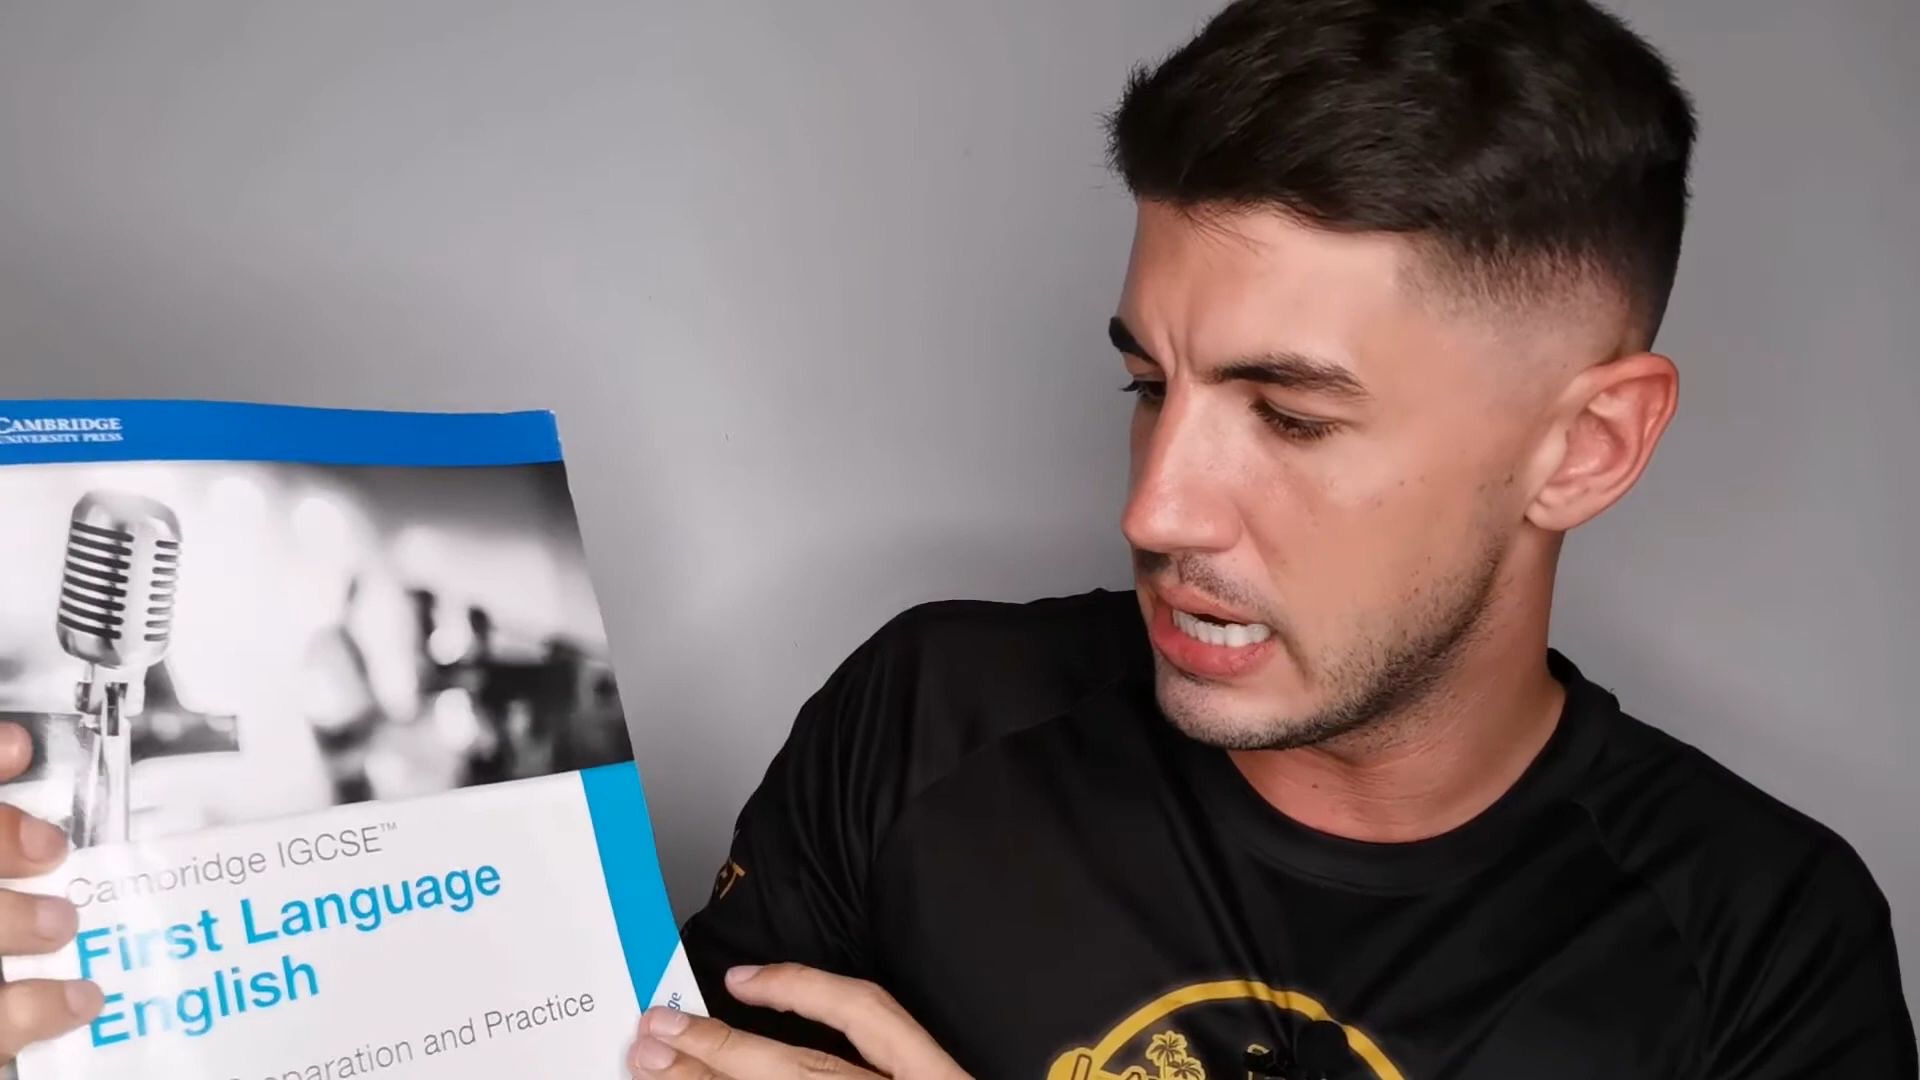 CAMBRIDGE
UNIVERSITY PRESS
Cambridge IGCSE™
First Language
English
and Practice